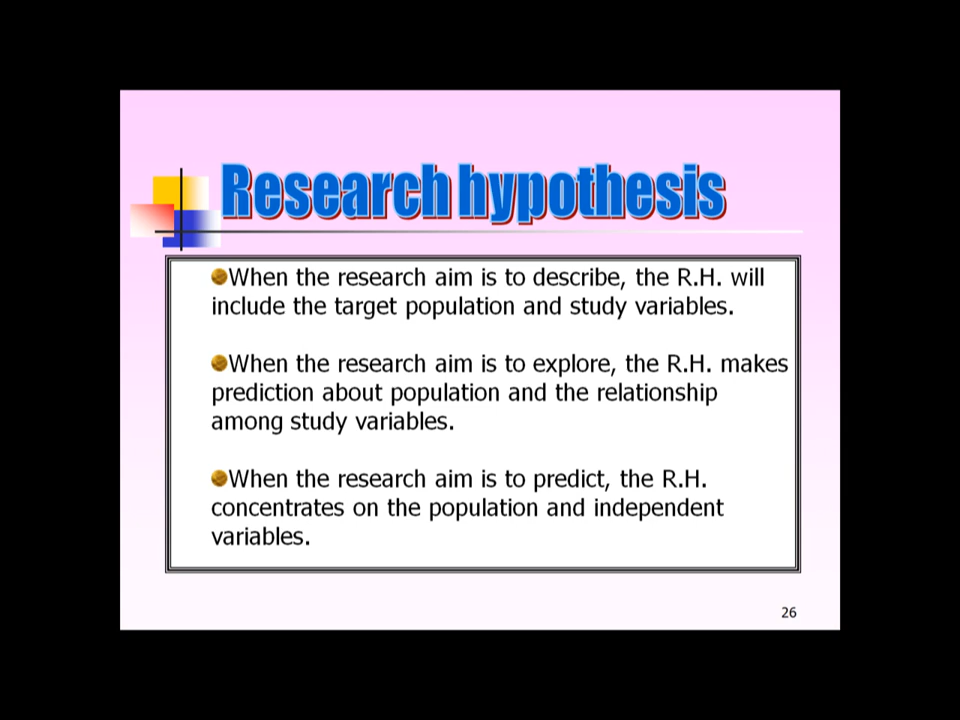 Research hypothesis
When the research aim is to describe, the R.H. will
include the target population and study variables.
When the research aim is to explore, the R.H. makes
prediction about population and the relationship
among study variables.
When the research aim is to predict, the R.H.
concentrates on the population and independent
variables.
26